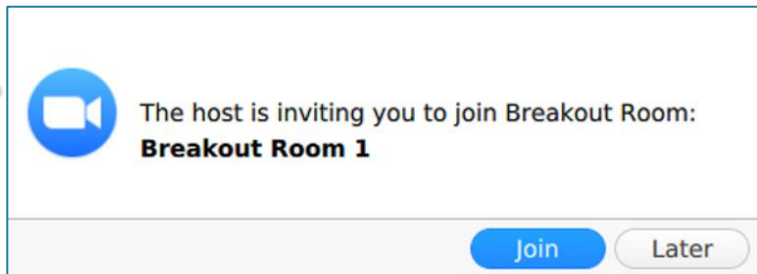 The host is inviting you to join Breakout Room:
Breakout Room 1
Join Later